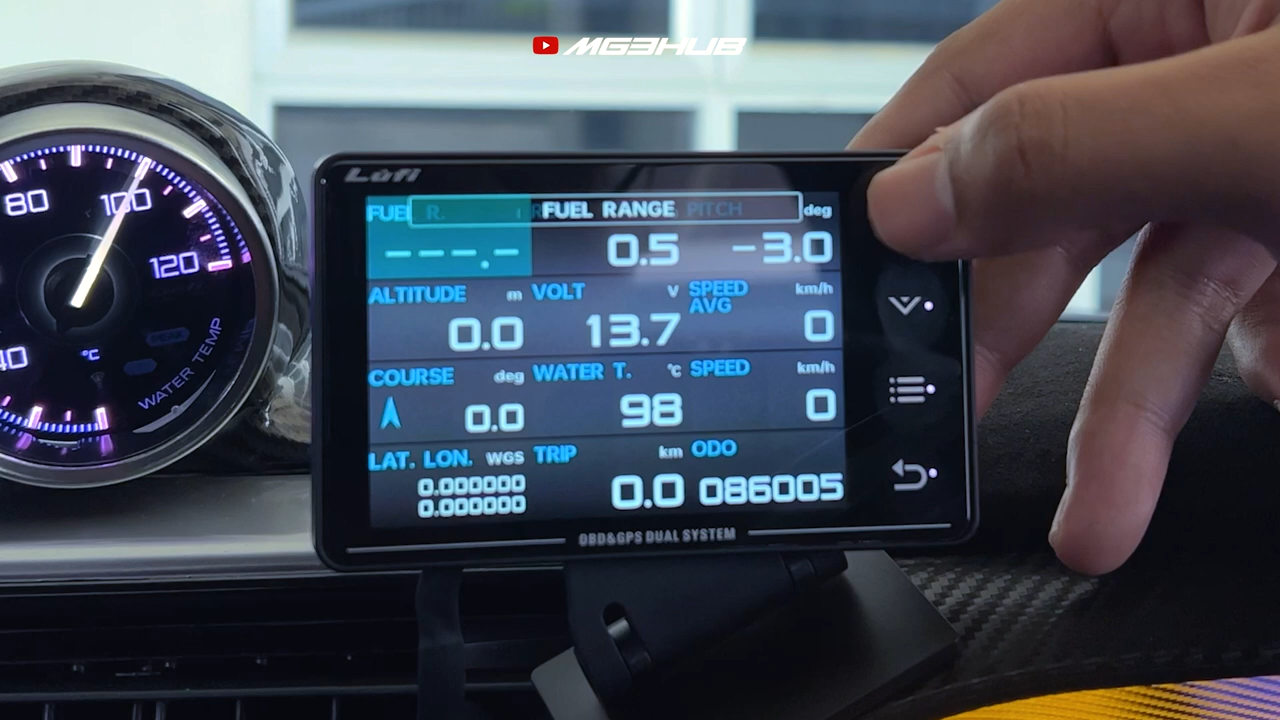 MG3HUB
Lufi
FUEL R. FUEL RANGE PITCH deg
---.- 0.5 -3.0
ALTITUDE m VOLT V SPEED AVG km/h
0.0 13.7 0
COURSE deg WATER T. °C SPEED km/h
0.0 98 0
LAT. LON. WGS TRIP km ODO
0.000000
0.000000
0.0 086005
OBD&GPS DUAL SYSTEM
80 100 120
40 °C
WATER TEMP